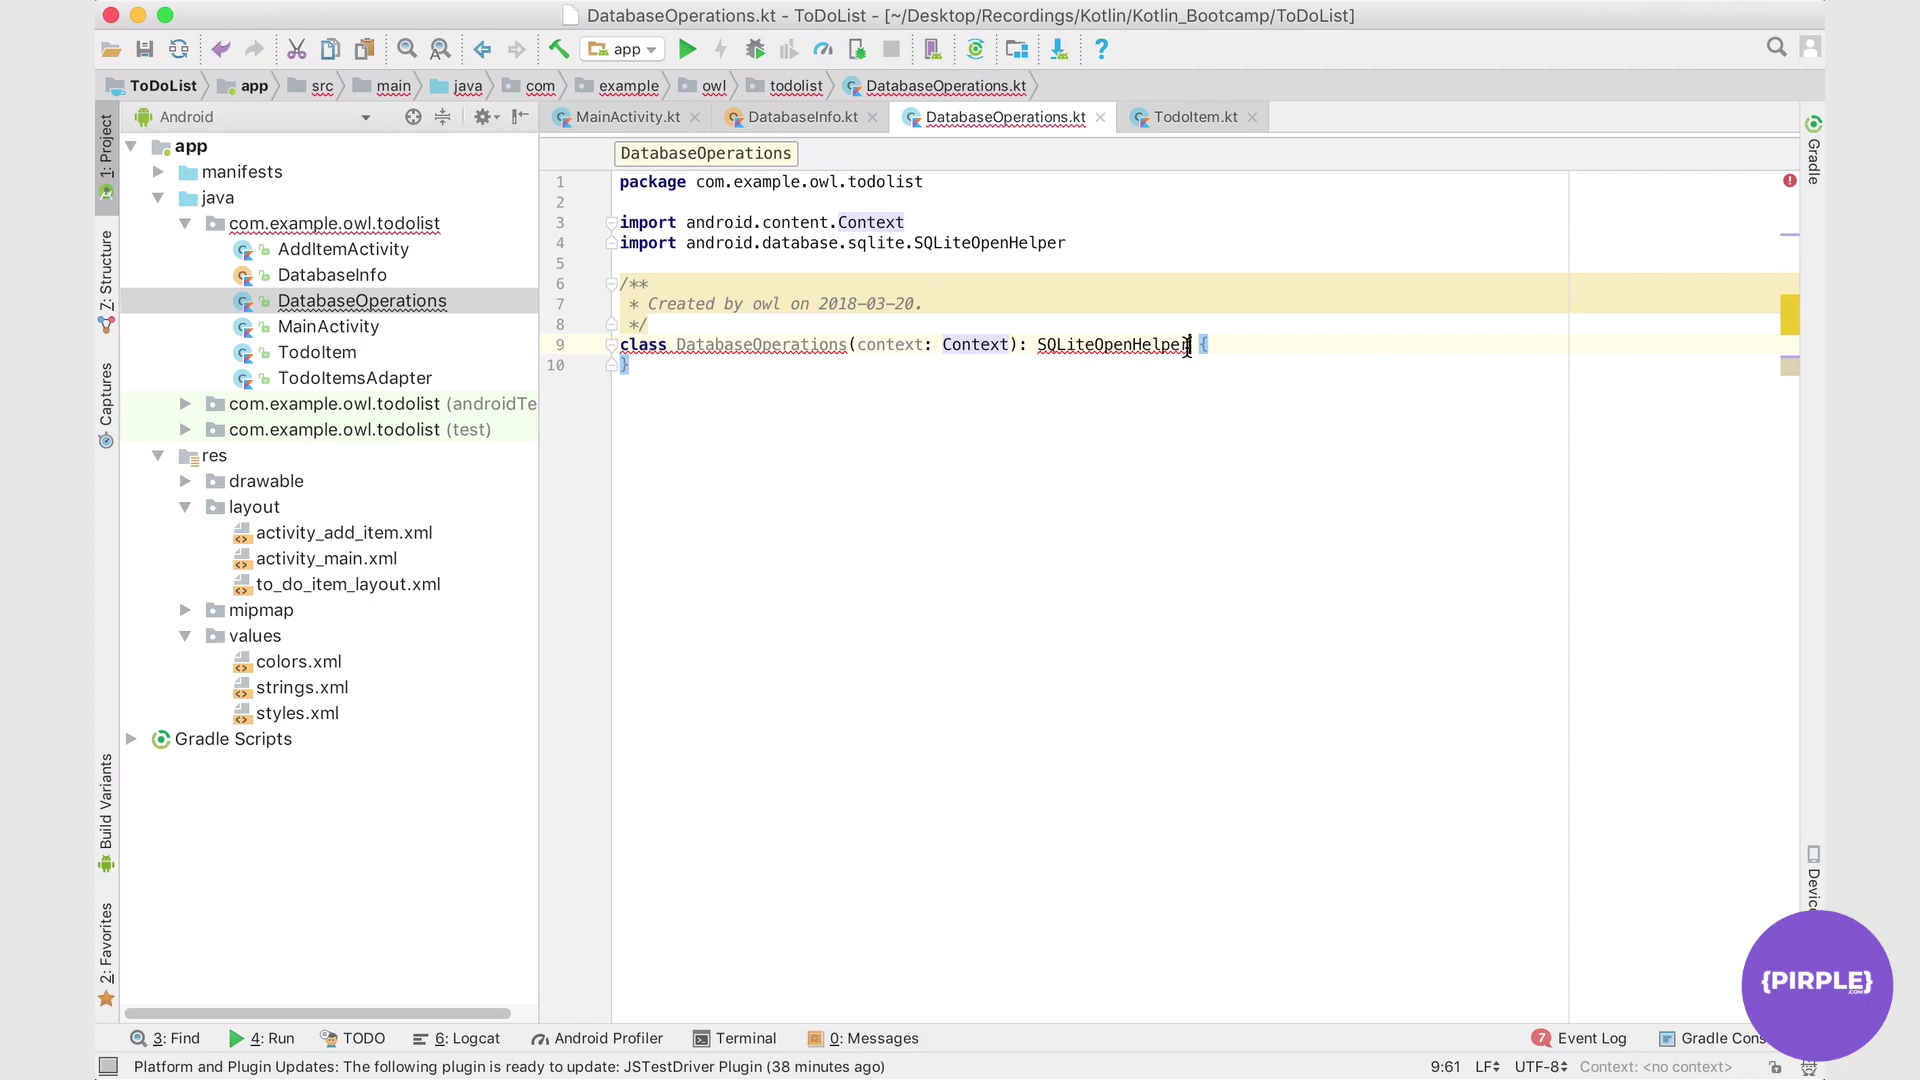 DatabaseOperations.kt - ToDoList - [~/Desktop/Recordings/Kotlin/Kotlin_Bootcamp/ToDoList]
app
ToDoList app src main java com example owl todolist DatabaseOperations.kt
Android
MainActivity.kt DatabaseInfo.kt DatabaseOperations.kt TodoItem.kt
DatabaseOperations
1: Project
7: Structure
Captures
Build Variants
2: Favorites
app
manifests
java
com.example.owl.todolist
AddItemActivity
DatabaseInfo
DatabaseOperations
MainActivity
TodoItem
TodoItemsAdapter
com.example.owl.todolist (androidTe
com.example.owl.todolist (test)
res
drawable
layout
activity_add_item.xml
activity_main.xml
to_do_item_layout.xml
mipmap
values
colors.xml
strings.xml
styles.xml
Gradle Scripts
1 package com.example.owl.todolist
2
3 import android.content.Context
4 import android.database.sqlite.SQLiteOpenHelper
5
6 /**
7 * Created by owl on 2018-03-20.
8 */
9 class DatabaseOperations(context: Context): SQLiteOpenHelper {
10 }
Gradle
Device
{PIRPLE}
.COM
3: Find 4: Run TODO 6: Logcat Android Profiler Terminal 0: Messages 7 Event Log Gradle Cons
Platform and Plugin Updates: The following plugin is ready to update: JSTestDriver Plugin (38 minutes ago) 9:61 LF UTF-8 Context: <no context>